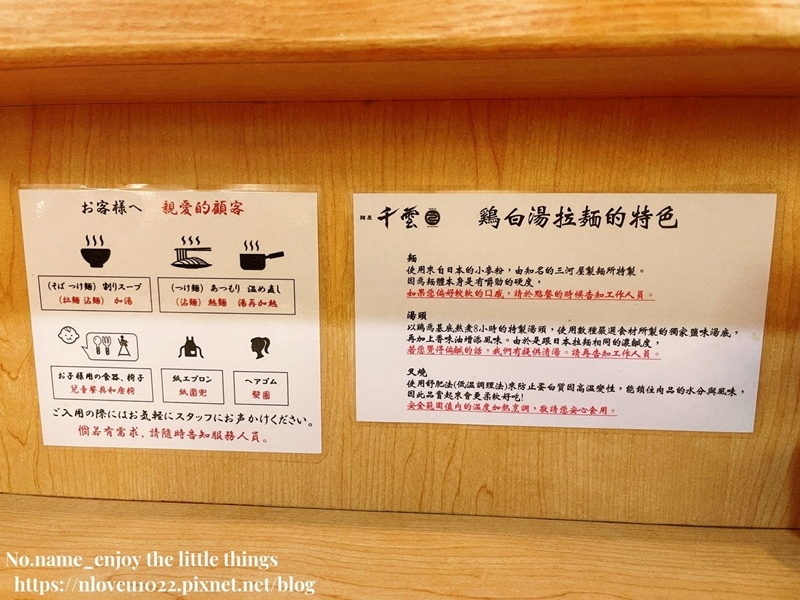 お客様へ 親愛的顧客
(そば つけ麺) 割りスープ
(拉麵 沾麵) 加湯
(つけ麺) あつもり 温め直し
(沾麵) 熱麵 湯再加熱
お子様用の食器、椅子
兒童餐具和座椅
紙エプロン
紙圍兜
ヘアゴム
髮圈
ご入用の際にはお気軽にスタッフにお声かけください。
倘若有需求,請隨時告知服務人員。
麺屋 千雲 鶏白湯拉麵的特色
麵
使用來自日本的小麥粉,由知名的三河屋製麵所特製。
因為麵體本身是有嚼勁的硬度,
如果您偏好較軟的口感,請於點餐的時候告知工作人員。
湯頭
以鶏為基底熬煮8小時的特製湯頭,使用數種嚴選食材所製的獨家鹽味湯底,
再加上香味油增添風味。由於是跟日本拉麵相同的濃鹹度,
若您覺得偏鹹的話,我們有提供清湯。請再告知工作人員。
叉燒
使用舒肥法(低溫調理法)來防止蛋白質因高溫變性,能鎖住肉品的水分與風味,
因此品嘗起來會更柔軟好吃!
安全範圍值內的溫度加熱烹調,敬請您安心食用。
No.name_enjoy the little things
https://nloveu1022.pixnet.net/blog